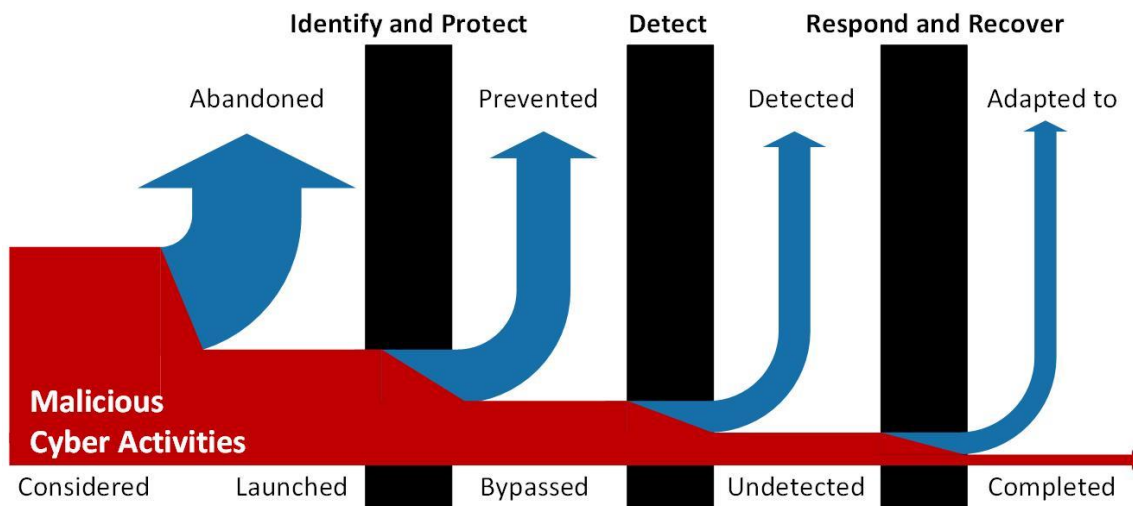 Identify and Protect
Detect
Respond and Recover
Abandoned
Prevented
Detected
Adapted to
Malicious
Cyber Activities
Considered
Launched
Bypassed
Undetected
Completed